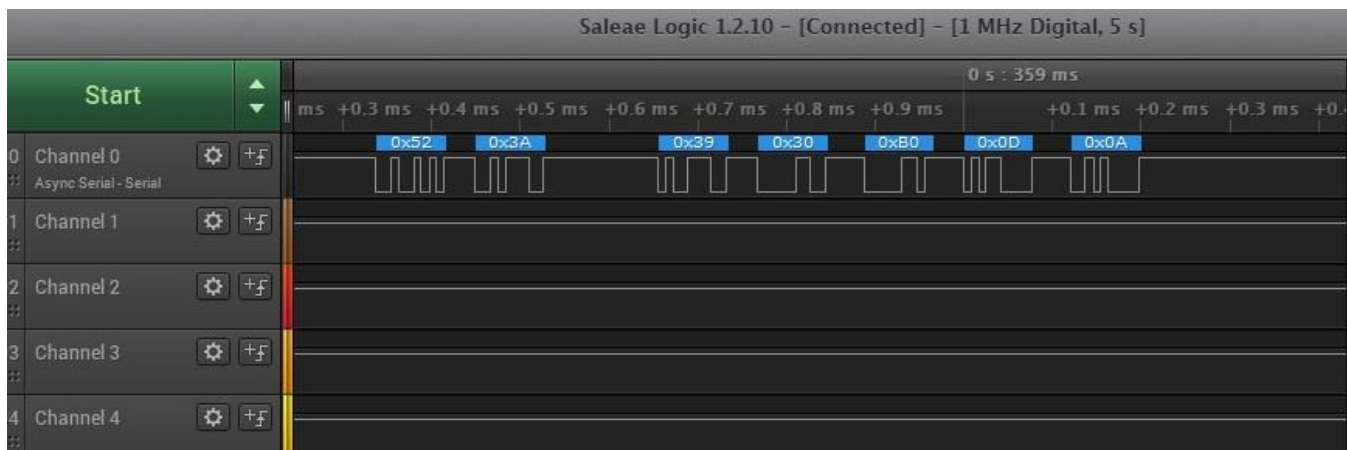 Saleae Logic 1.2.10 – [Connected] – [1 MHz Digital, 5 s]
Start
0 s : 359 ms
ms +0.3 ms +0.4 ms +0.5 ms +0.6 ms +0.7 ms +0.8 ms +0.9 ms +0.1 ms +0.2 ms +0.3 ms +0.
0x52 0x3A 0x39 0x30 0xB0 0x0D 0x0A
0 Channel 0
Async Serial - Serial
1 Channel 1
2 Channel 2
3 Channel 3
4 Channel 4